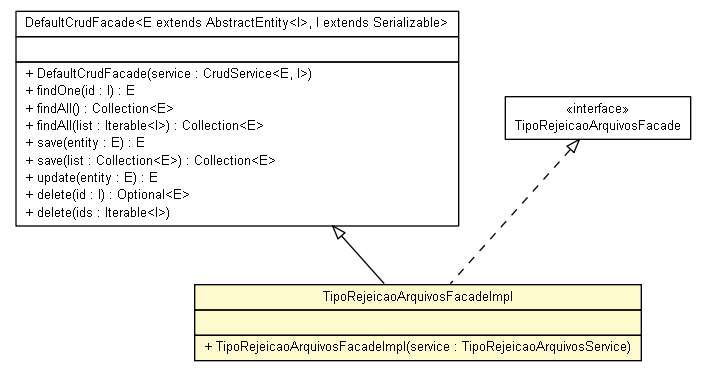 DefaultCrudFacade<E extends AbstractEntity<I>, I extends Serializable>
+ DefaultCrudFacade(service : CrudService<E, I>)
+ findOne(id : I) : E
+ findAll() : Collection<E>
+ findAll(list : Iterable<I>) : Collection<E>
+ save(entity : E) : E
+ save(list : Collection<E>) : Collection<E>
+ update(entity : E) : E
+ delete(id : I) : Optional<E>
+ delete(ids : Iterable<I>)
«interface»
TipoRejeicaoArquivosFacade
TipoRejeicaoArquivosFacadeImpl
+ TipoRejeicaoArquivosFacadeImpl(service : TipoRejeicaoArquivosService)